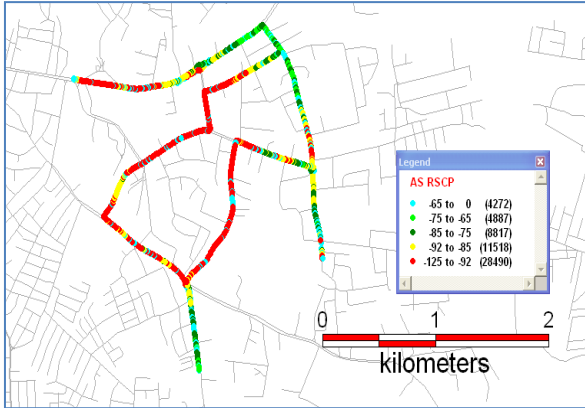 Legend
AS RSCP
-65 to 0 (4272)
-75 to -65 (4887)
-85 to -75 (8817)
-92 to -85 (11518)
-125 to -92 (28490)
0 1 2
kilometers